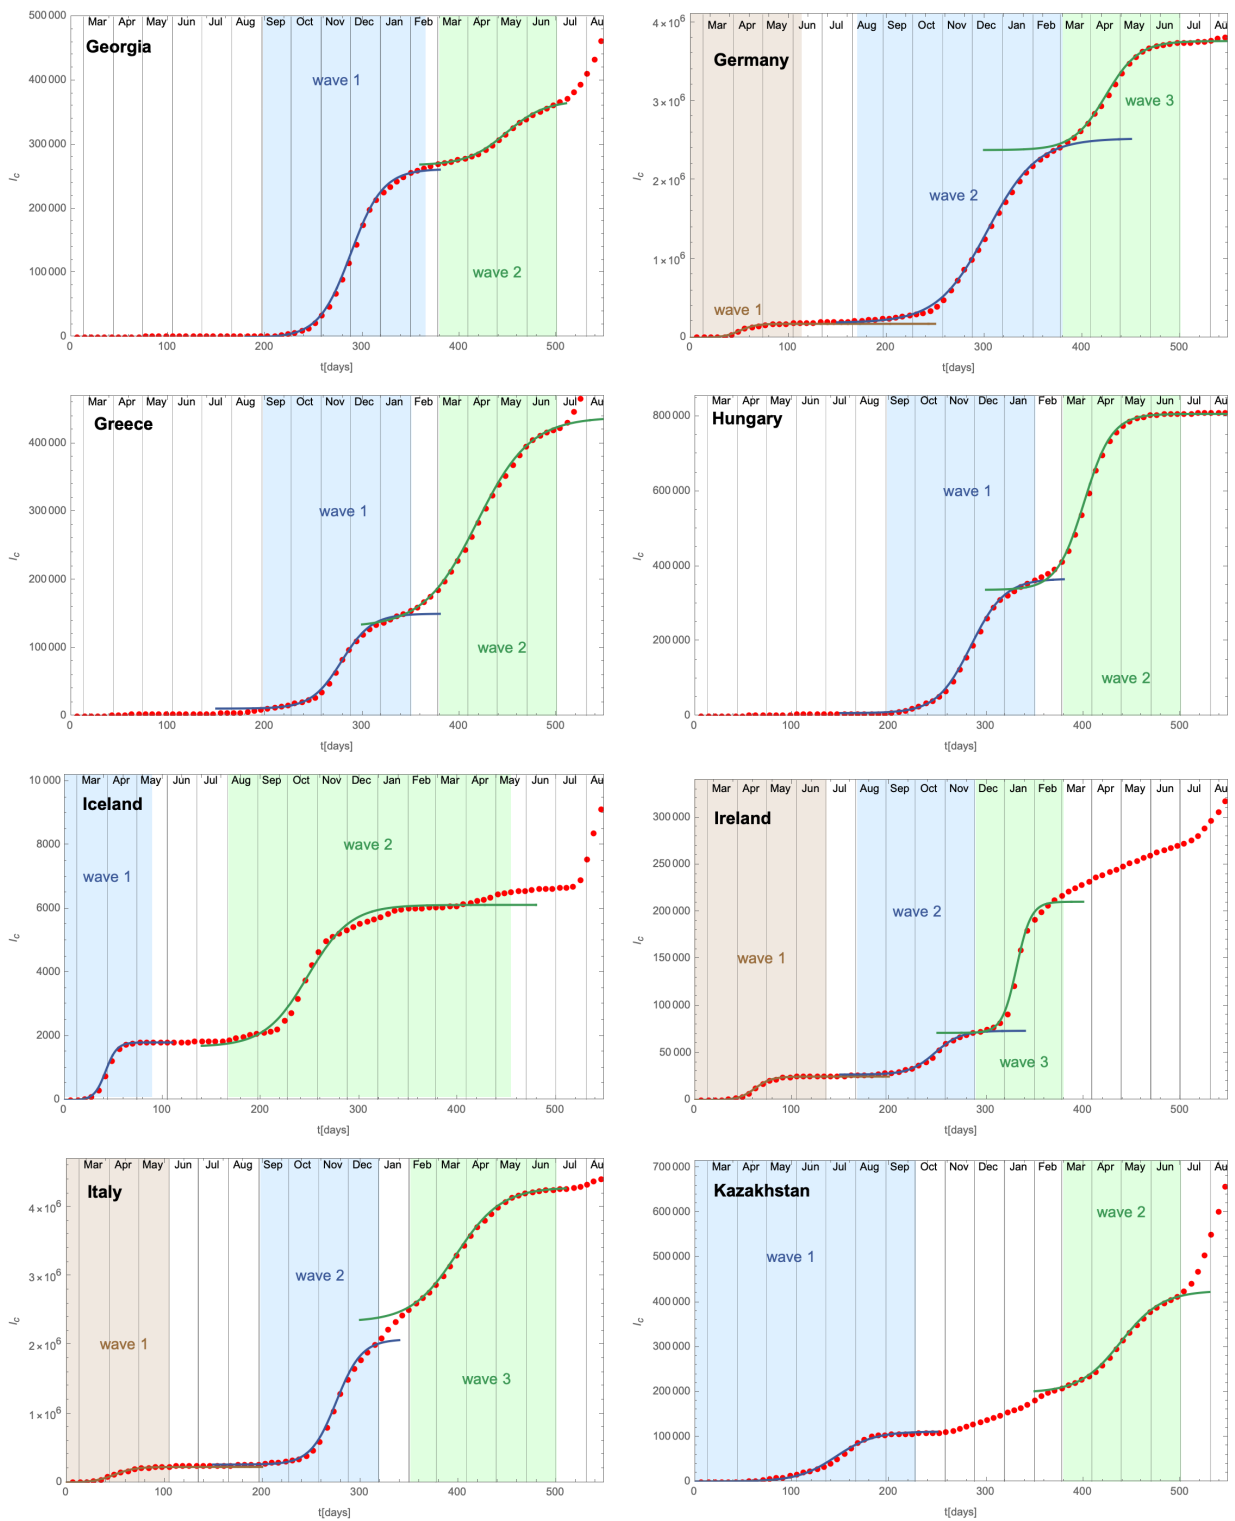 Georgia
Mar Apr May Jun Jul Aug Sep Oct Nov Dec Jan Feb Mar Apr May Jun Jul Au
500 000
400 000
300 000
200 000
100 000
0
I_c
wave 1
wave 2
0 100 200 300 400 500
t[days]
Germany
Mar Apr May Jun Jul Aug Sep Oct Nov Dec Jan Feb Mar Apr May Jun Jul Au
4×10⁶
3×10⁶
2×10⁶
1×10⁶
0
I_c
wave 3
wave 2
wave 1
0 100 200 300 400 500
t[days]
Greece
Mar Apr May Jun Jul Aug Sep Oct Nov Dec Jan Feb Mar Apr May Jun Jul Au
400 000
300 000
200 000
100 000
0
I_c
wave 1
wave 2
0 100 200 300 400 500
t[days]
Hungary
Mar Apr May Jun Jul Aug Sep Oct Nov Dec Jan Feb Mar Apr May Jun Jul Au
800 000
600 000
400 000
200 000
0
I_c
wave 1
wave 2
0 100 200 300 400 500
t[days]
Iceland
Mar Apr May Jun Jul Aug Sep Oct Nov Dec Jan Feb Mar Apr May Jun Jul Au
10 000
8000
6000
4000
2000
0
I_c
wave 2
wave 1
0 100 200 300 400 500
t[days]
Ireland
Mar Apr May Jun Jul Aug Sep Oct Nov Dec Jan Feb Mar Apr May Jun Jul Au
300 000
250 000
200 000
150 000
100 000
50 000
0
I_c
wave 2
wave 1
wave 3
0 100 200 300 400 500
t[days]
Italy
Mar Apr May Jun Jul Aug Sep Oct Nov Dec Jan Feb Mar Apr May Jun Jul Au
4×10⁶
3×10⁶
2×10⁶
1×10⁶
0
I_c
wave 2
wave 1
wave 3
0 100 200 300 400 500
t[days]
Kazakhstan
Mar Apr May Jun Jul Aug Sep Oct Nov Dec Jan Feb Mar Apr May Jun Jul Au
700 000
600 000
500 000
400 000
300 000
200 000
100 000
0
I_c
wave 2
wave 1
0 100 200 300 400 500
t[days]